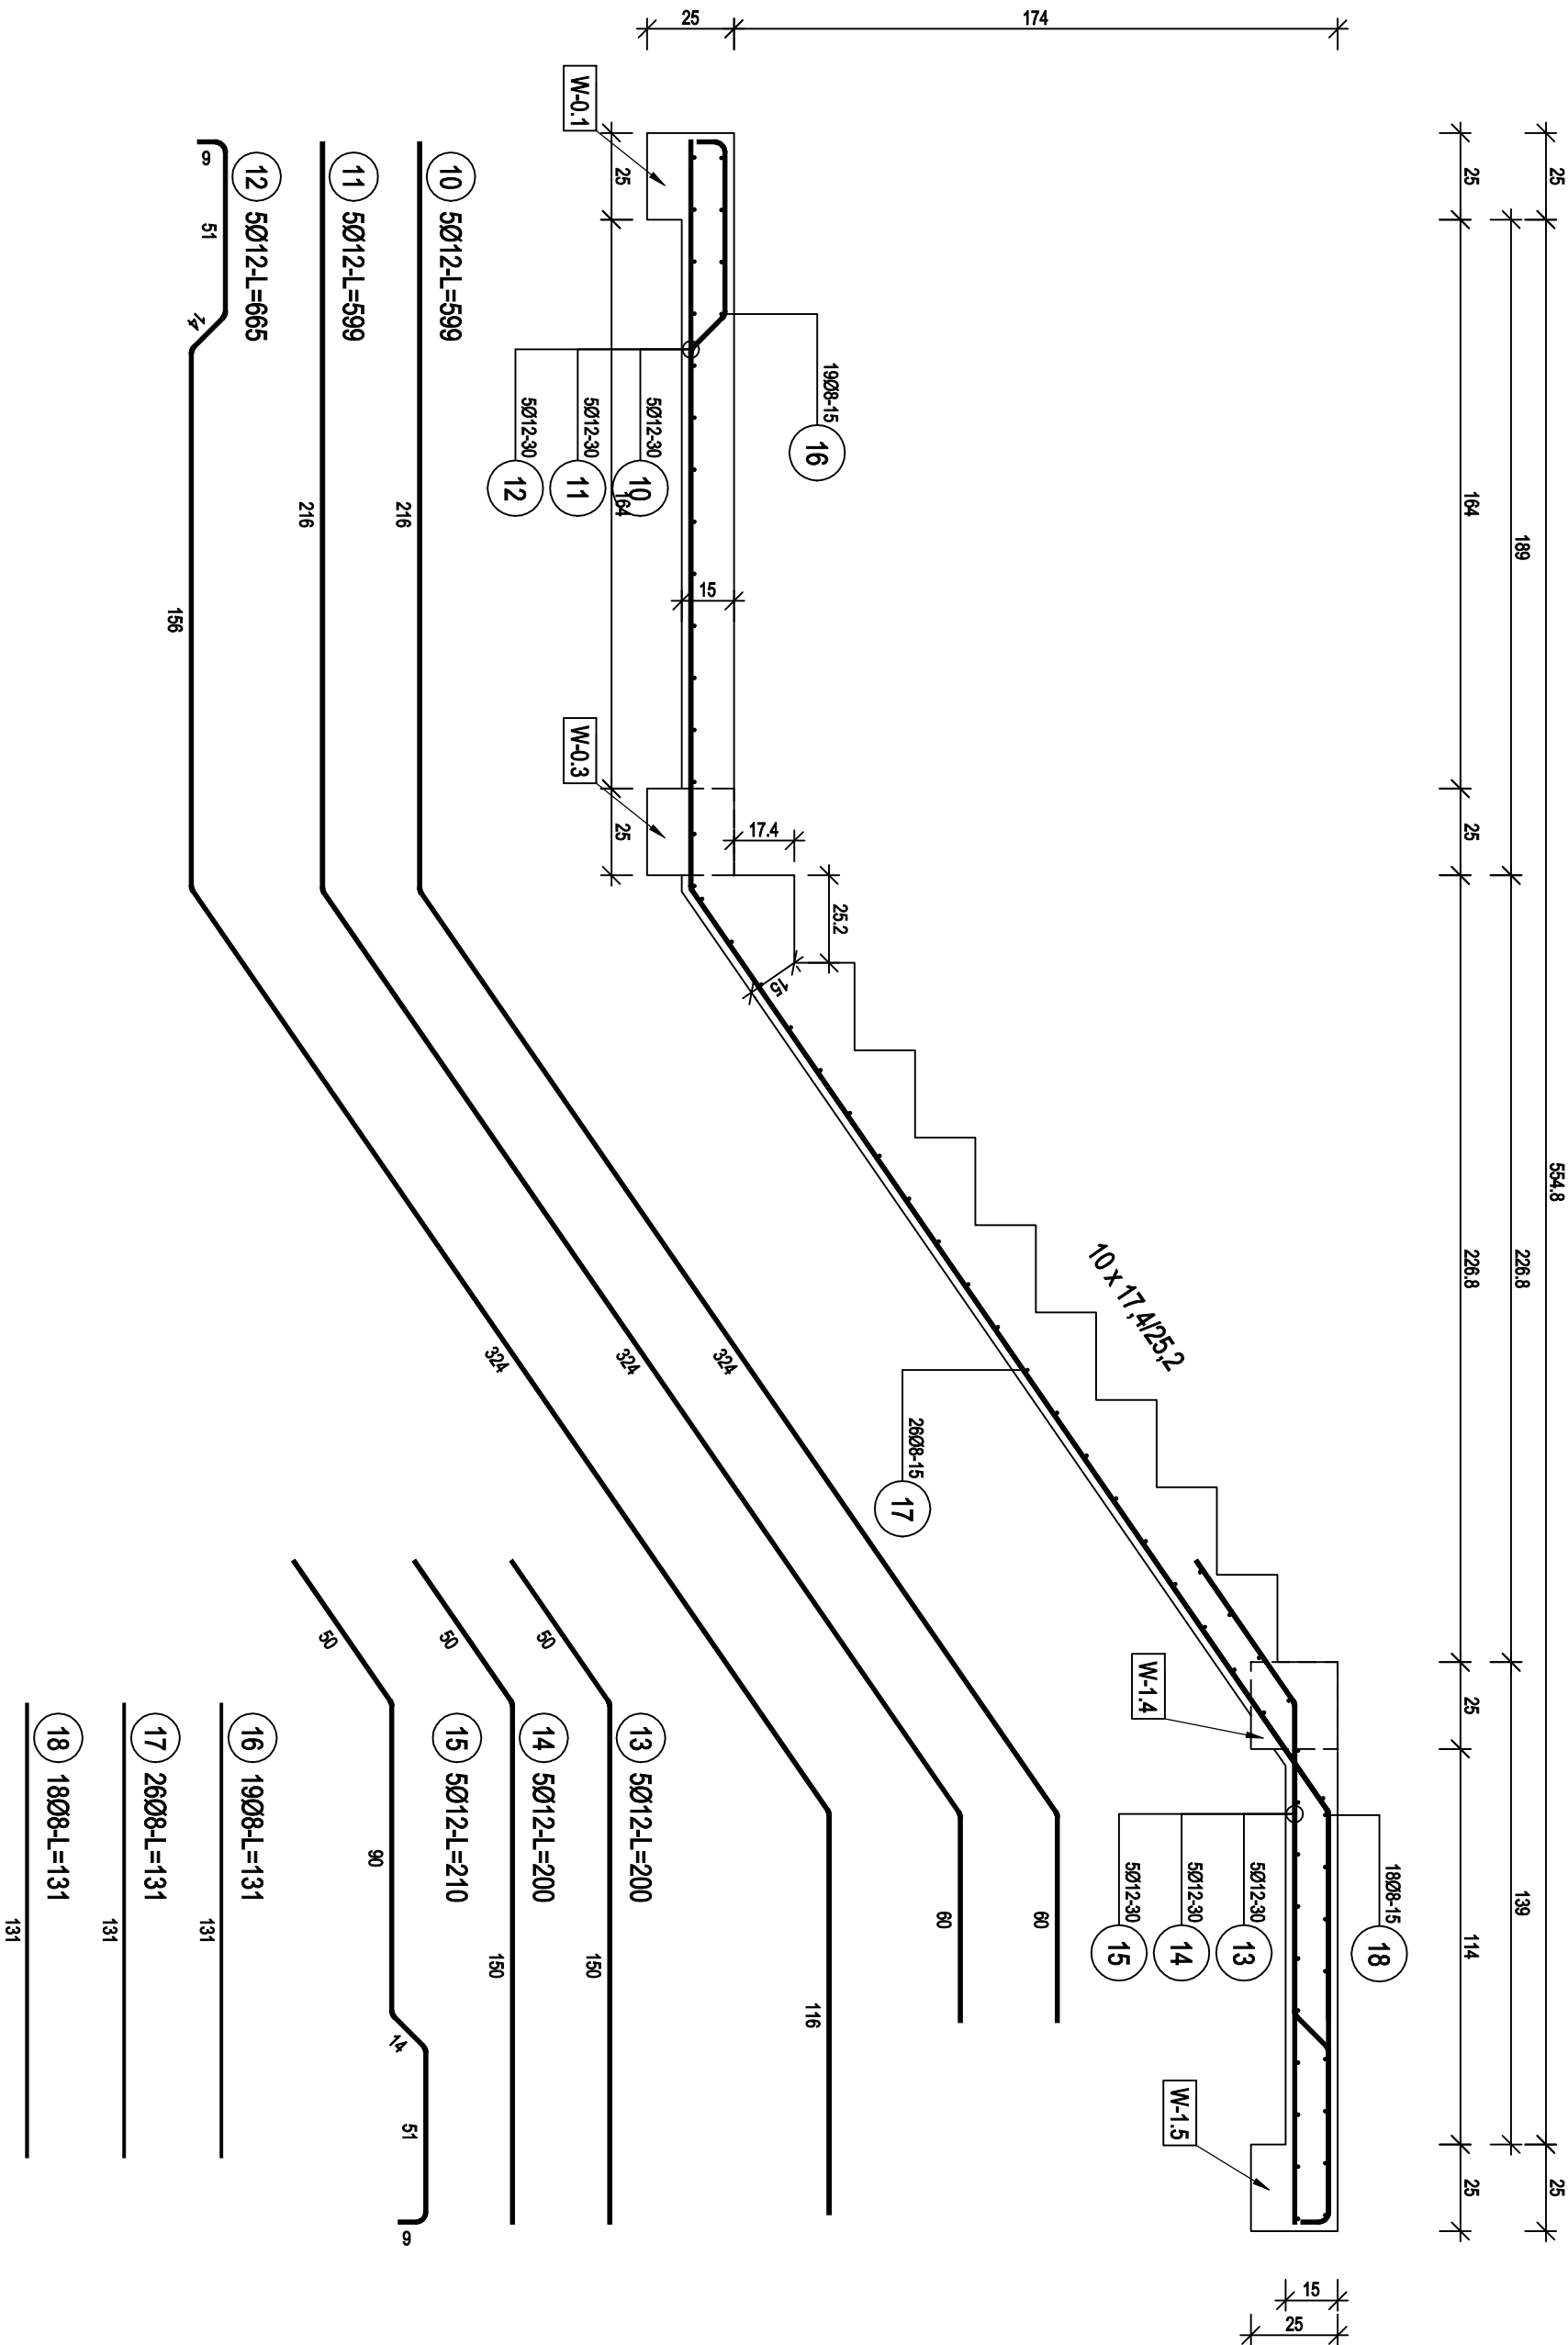 25
554.8
25
189
226.8
139
25
164
25
226.8
25
114
25
25
174
15
25
19Ø8-15
16
18Ø8-15
18
10 x 17,4/25,2
25.2
17.4
15
15
26Ø8-15
17
5Ø12-30
13
5Ø12-30
14
5Ø12-30
15
W-1.4
W-1.5
25
164
25
5Ø12-30
10
5Ø12-30
11
5Ø12-30
12
W-0.1
W-0.3
10 5Ø12-L=599
216
324
60
11 5Ø12-L=599
216
324
60
12 5Ø12-L=665
9
51
14
156
324
116
13 5Ø12-L=200
50
150
14 5Ø12-L=200
50
150
15 5Ø12-L=210
50
90
14
51
9
16 19Ø8-L=131
131
17 26Ø8-L=131
131
18 18Ø8-L=131
131